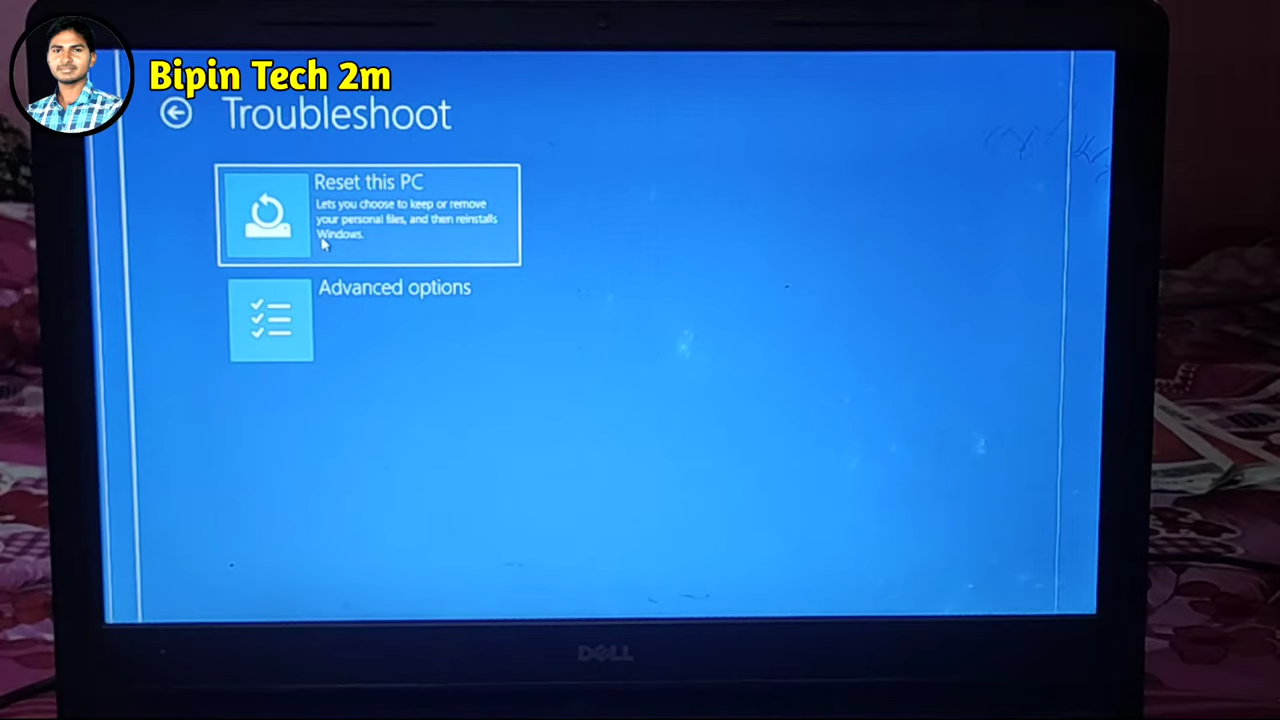 Bipin Tech 2m
Troubleshoot
Reset this PC
Lets you choose to keep or remove
your personal files, and then reinstalls
Windows.
Advanced options
DELL